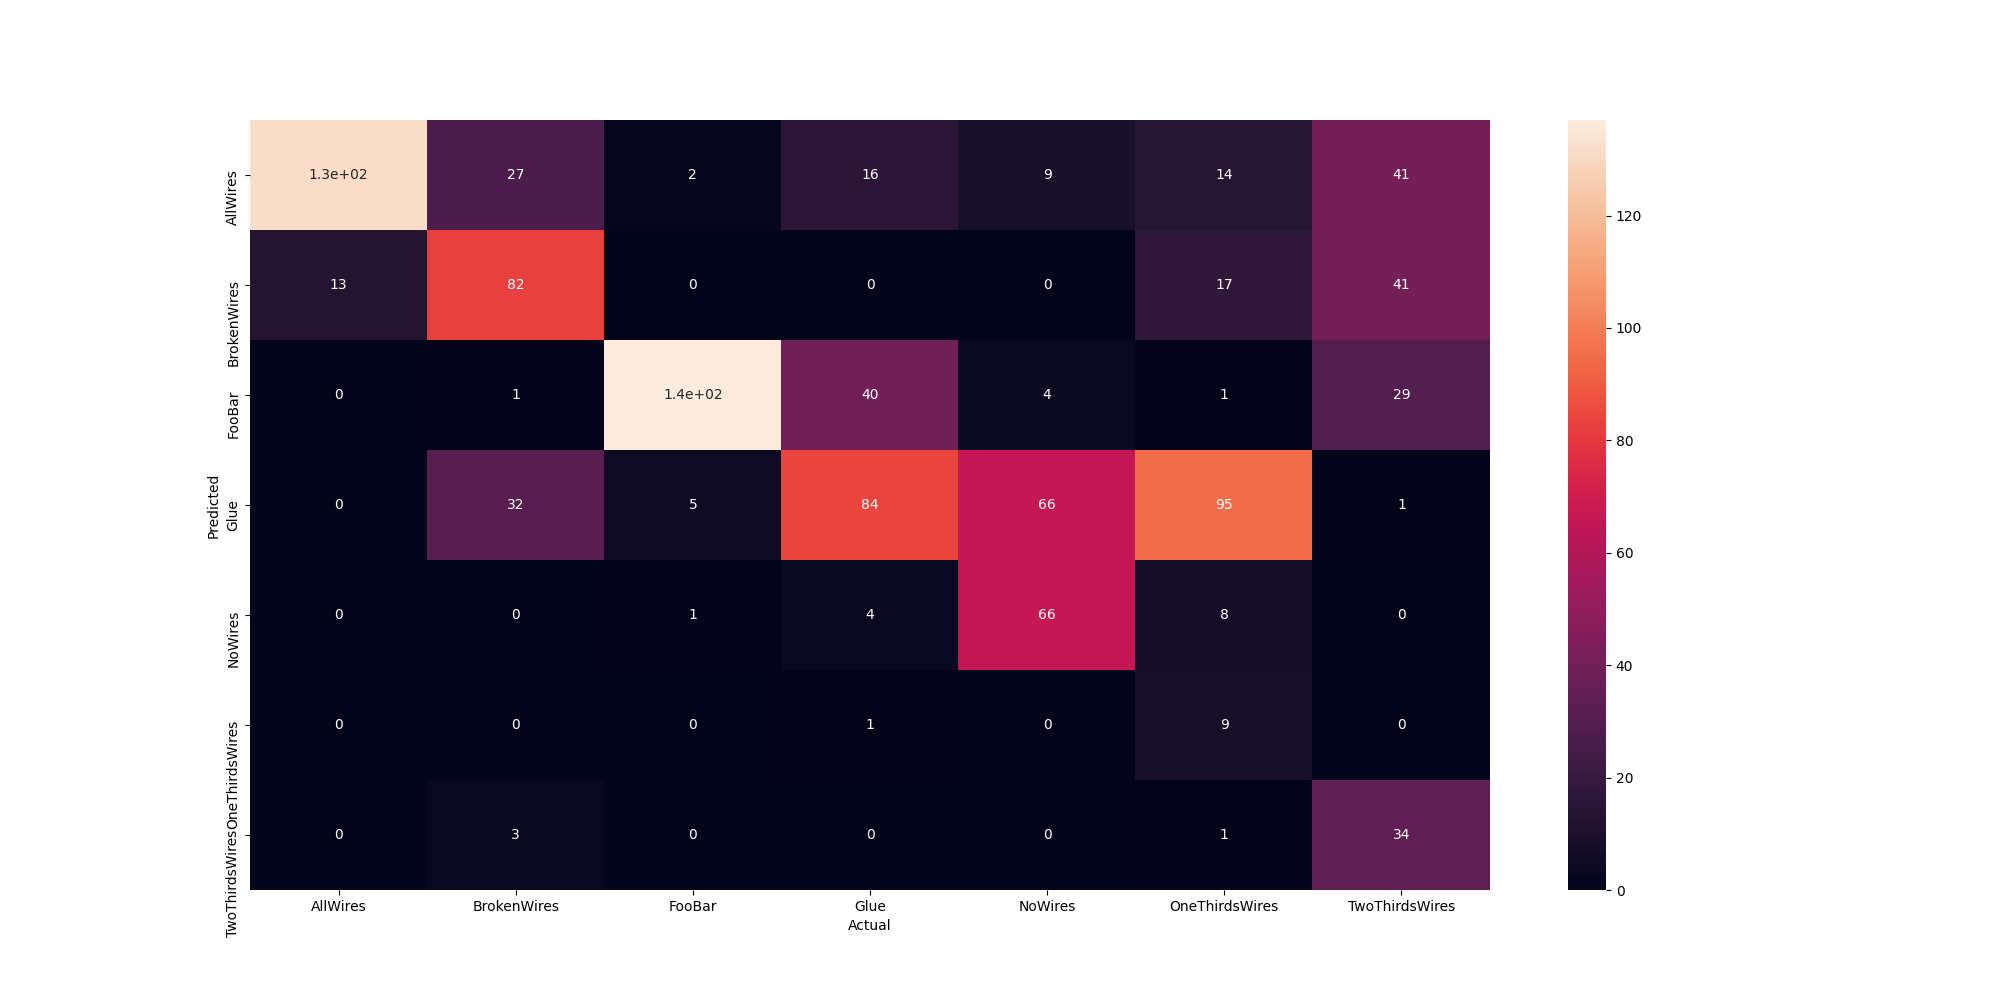 AllWires 1.3e+02 27 2 16 9 14 41
BrokenWires 13 82 0 0 0 17 41
FooBar 0 1 1.4e+02 40 4 1 29
Predicted
Glue 0 32 5 84 66 95 1
NoWires 0 0 1 4 66 8 0
OneThirdsWires 0 0 0 1 0 9 0
TwoThirdsWires 0 3 0 0 0 1 34
AllWires BrokenWires FooBar Glue NoWires OneThirdsWires TwoThirdsWires
Actual
120
100
80
60
40
20
0